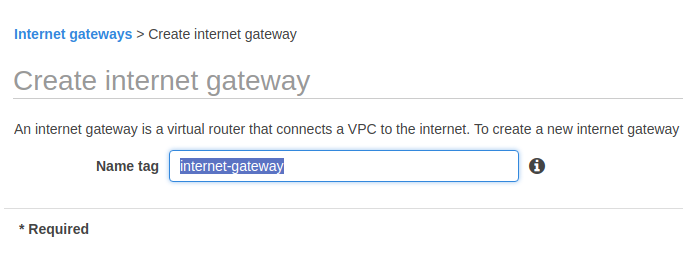 Internet gateways > Create internet gateway
Create internet gateway
An internet gateway is a virtual router that connects a VPC to the internet. To create a new internet gateway
Name tag internet-gateway
* Required